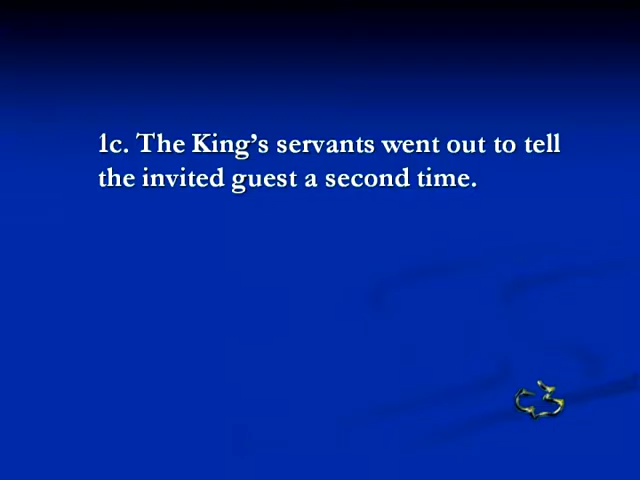 1c. The King’s servants went out to tell
the invited guest a second time.